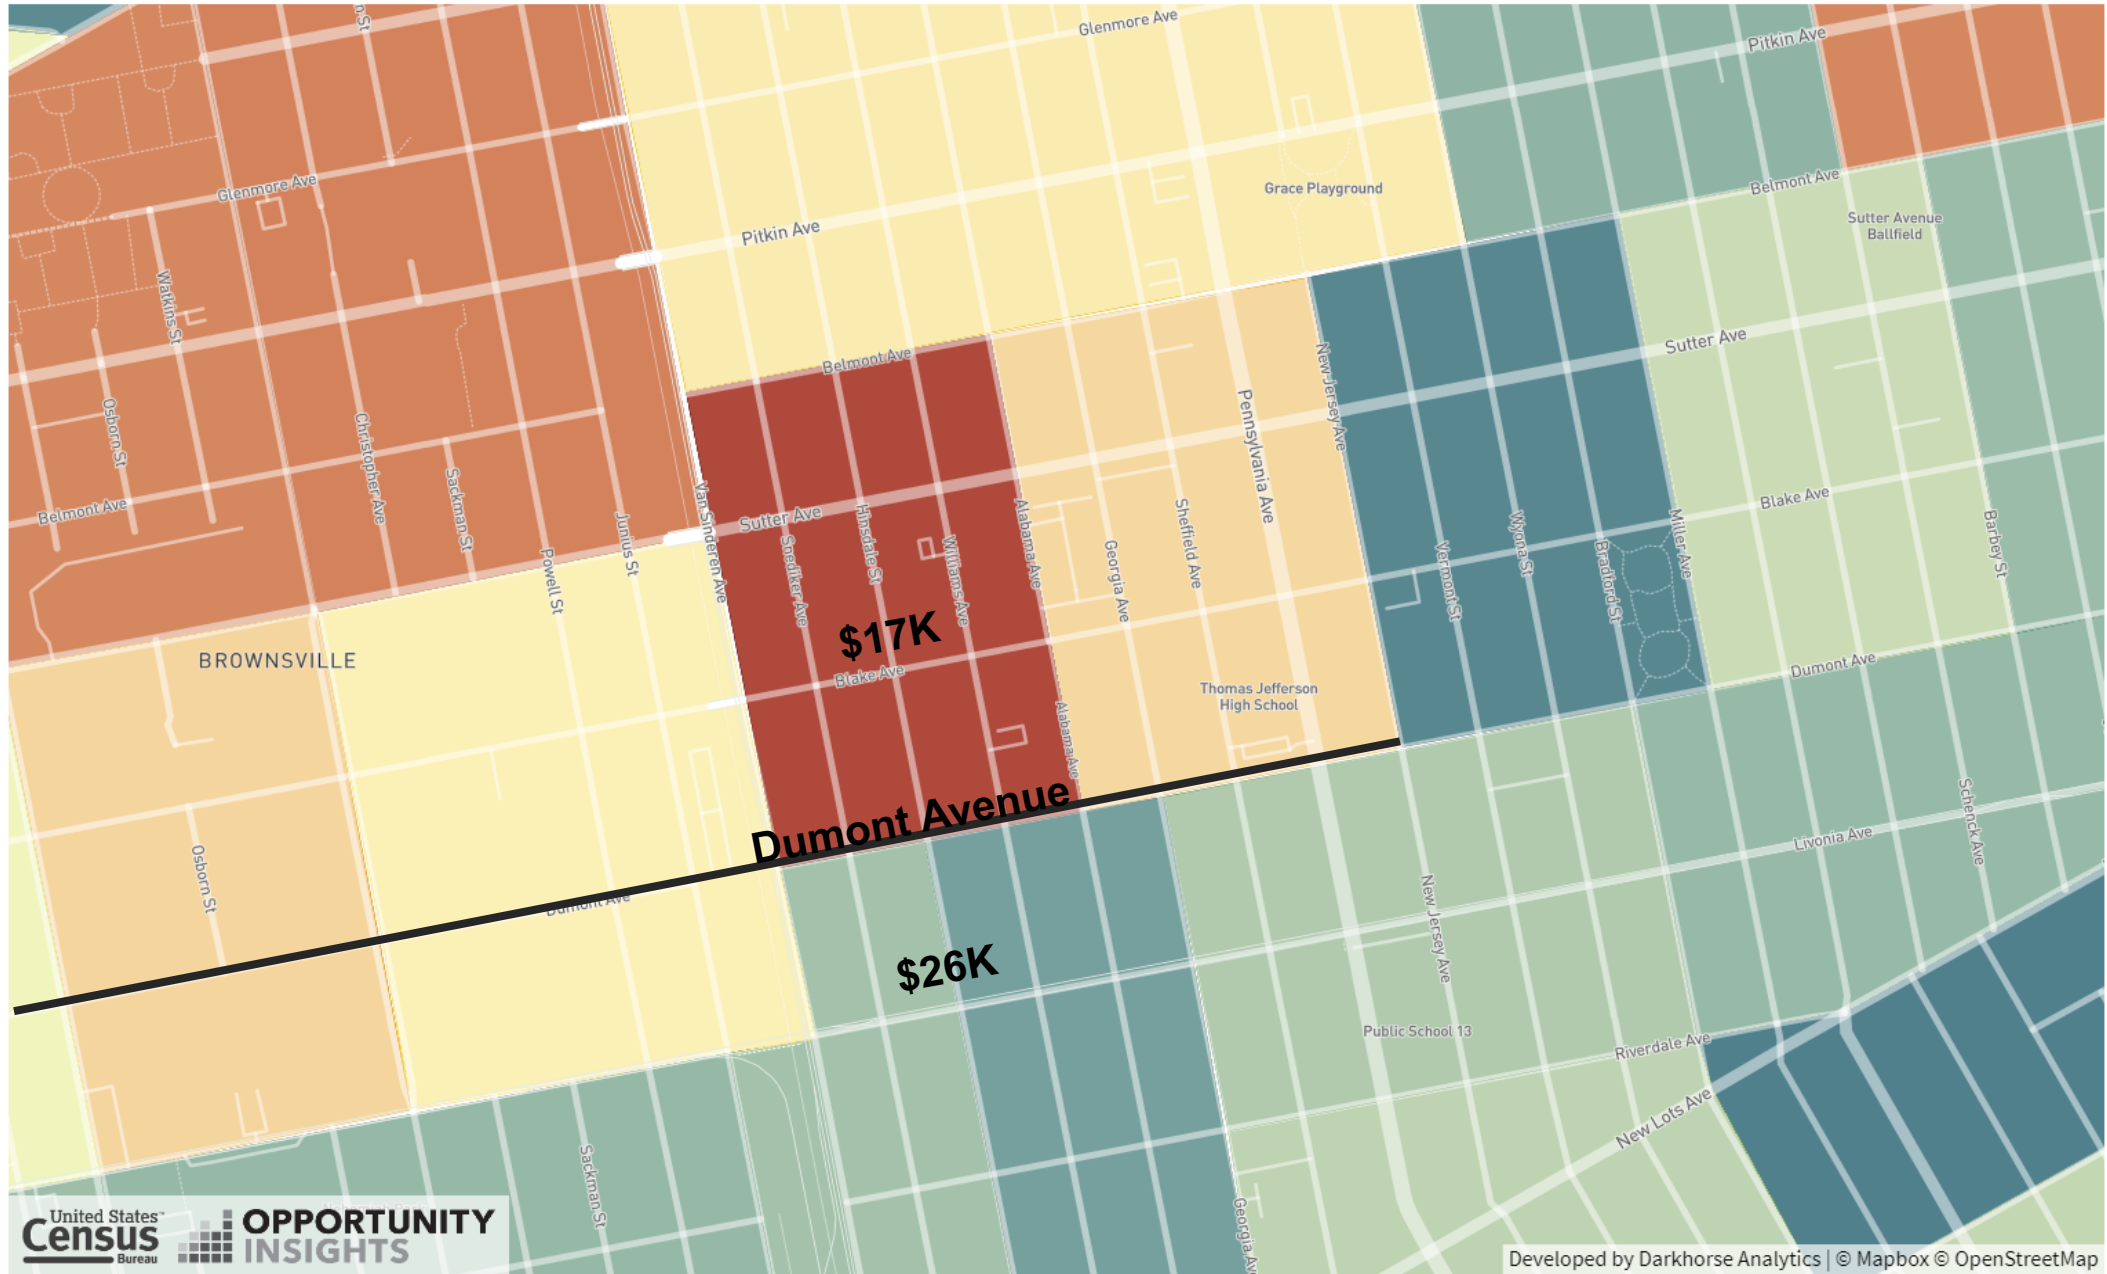 n St
Glenmore Ave
Pitkin Ave
Glenmore Ave
Grace Playground
Belmont Ave
Sutter Avenue
Ballfield
Pitkin Ave
Watkins St
Belmont Ave
Sutter Ave
New Jersey Ave
Pennsylvania Ave
Osborn St
Christopher Ave
Sackman St
Belmont Ave
Junius St
Powell St
Van Sinderen Ave
Sutter Ave
Snediker Ave
Hinsdale St
Williams Ave
Alabama Ave
Georgia Ave
Sheffield Ave
Vermont St
Wyona St
Bradford St
Miller Ave
Blake Ave
Barbey St
$17K
BROWNSVILLE
Blake Ave
Alabama Ave
Thomas Jefferson
High School
Dumont Ave
Dumont Avenue
Osborn St
Dumont Ave
New Jersey Ave
Livonia Ave
Schenck Ave
$26K
Public School 13
Riverdale Ave
New Lots Ave
Sackman St
Georgia Av
United States™
Census
Bureau
OPPORTUNITY
INSIGHTS
Developed by Darkhorse Analytics | © Mapbox © OpenStreetMap